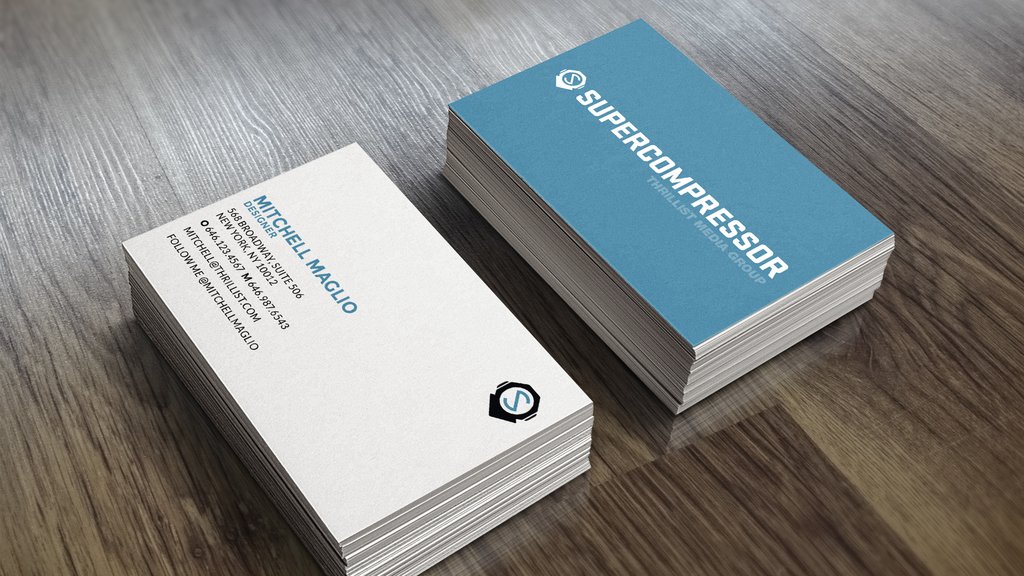 MITCHELL MAGLIO
DESIGNER
568 BROADWAY, SUITE 506
NEW YORK, NY 10012
O 646.123.4567 M 646.987.6543
MITCHELL@THRILLIST.COM
FOLLOW ME @MITCHELLMAGLIO
S
S SUPERCOMPRESSOR
THRILLIST MEDIA GROUP